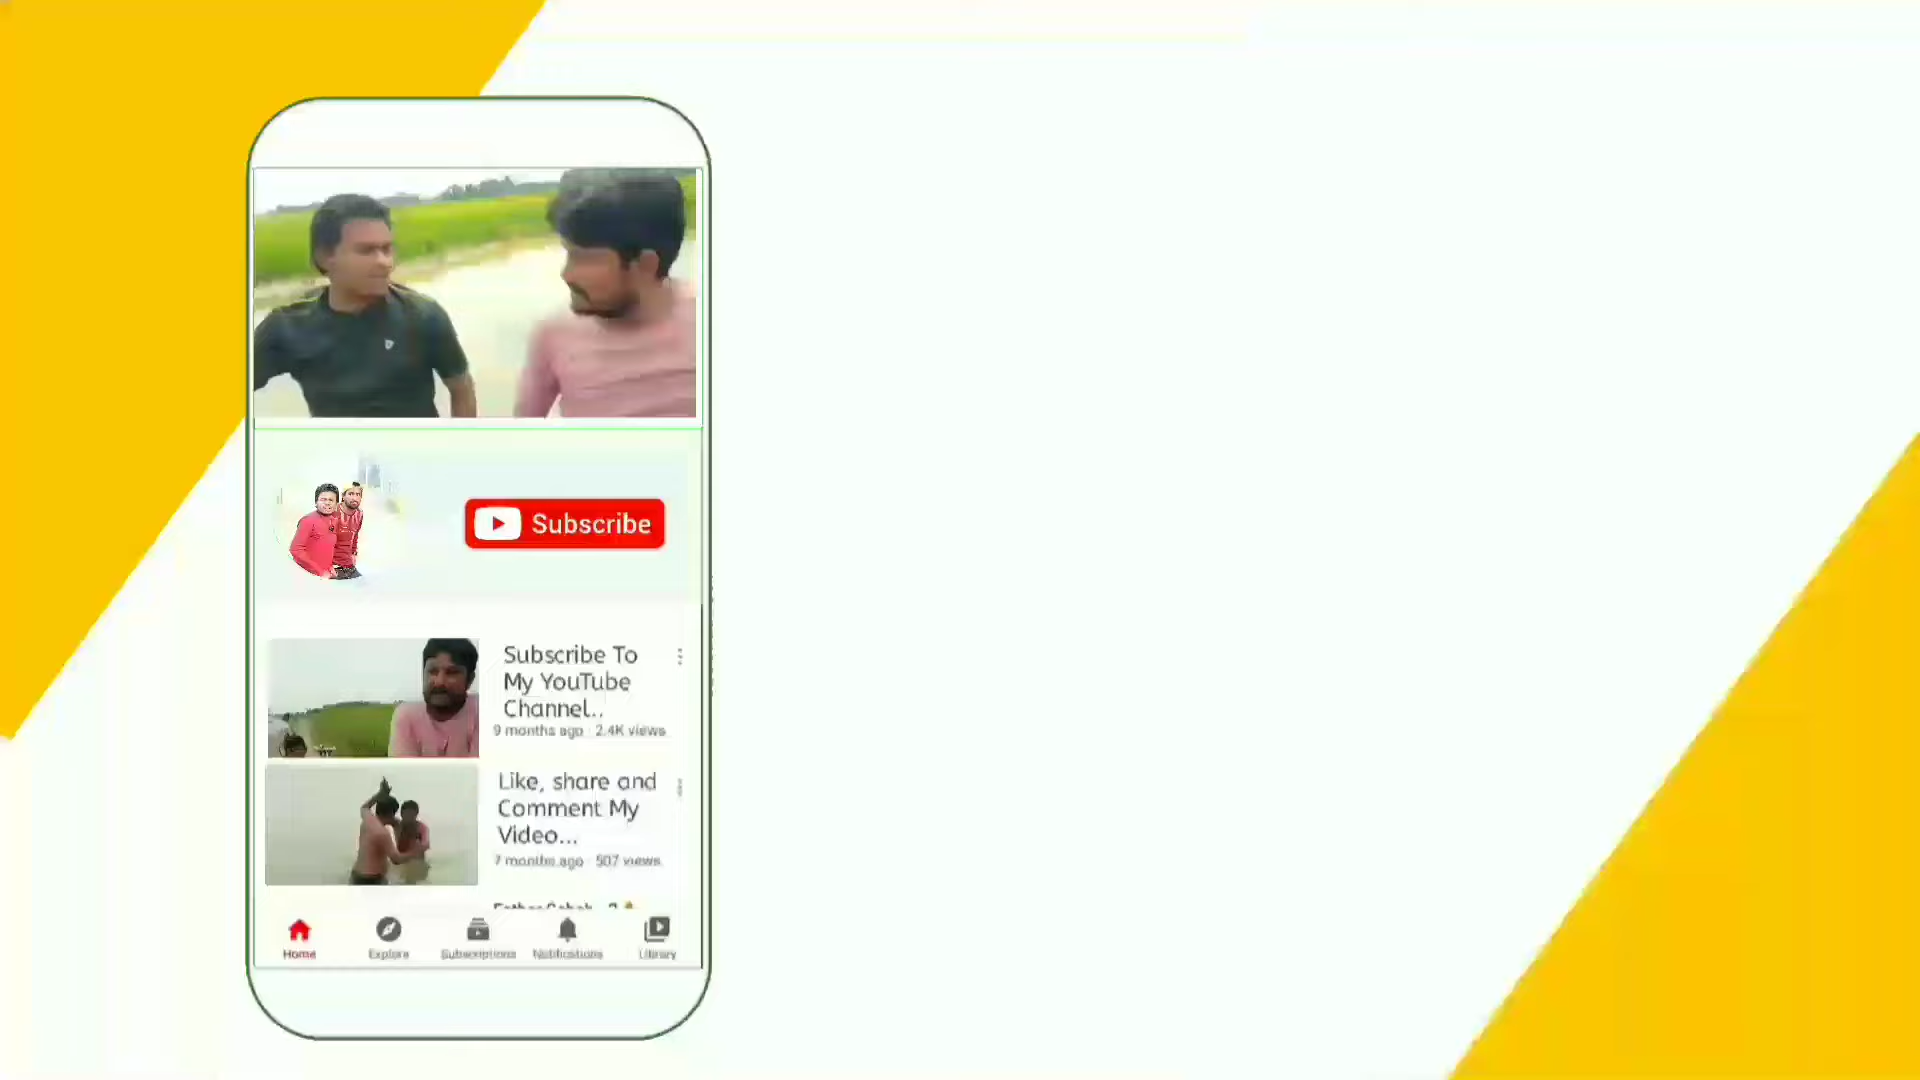 Subscribe
Subscribe To
My YouTube
Channel..
9 months ago · 2.4K views
Like, share and
Comment My
Video...
7 months ago · 507 views
Home
Explore
Subscriptions
Notifications
Library